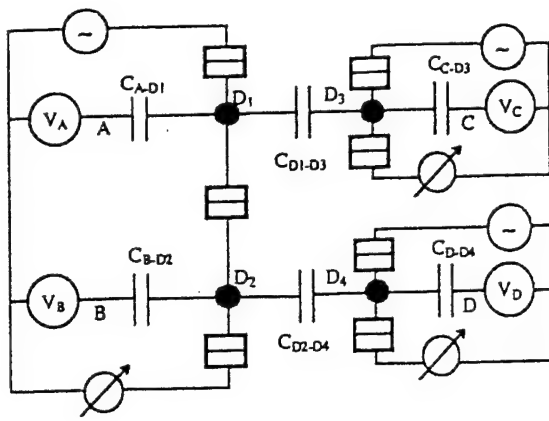 ~
~
C_A-D1
C_C-D3
V_A
A
D_1
D_3
C
V_C
C_D1-D3
~
C_B-D2
C_D-D4
D_2
D_4
V_B
B
D
V_D
C_D2-D4